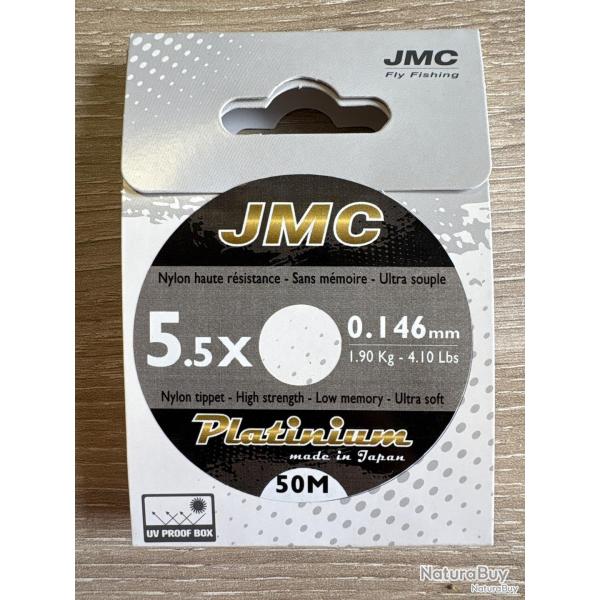 JMC
Fly Fishing
JMC
Nylon haute résistance - Sans mémoire - Ultra souple
5.5X
0.146mm
1.90 Kg - 4.10 Lbs
Nylon tippet - High strength - Low memory - Ultra soft
Platinium
made in Japan
50M
UV PROOF BOX
NaturaBuy
NaturaBuy